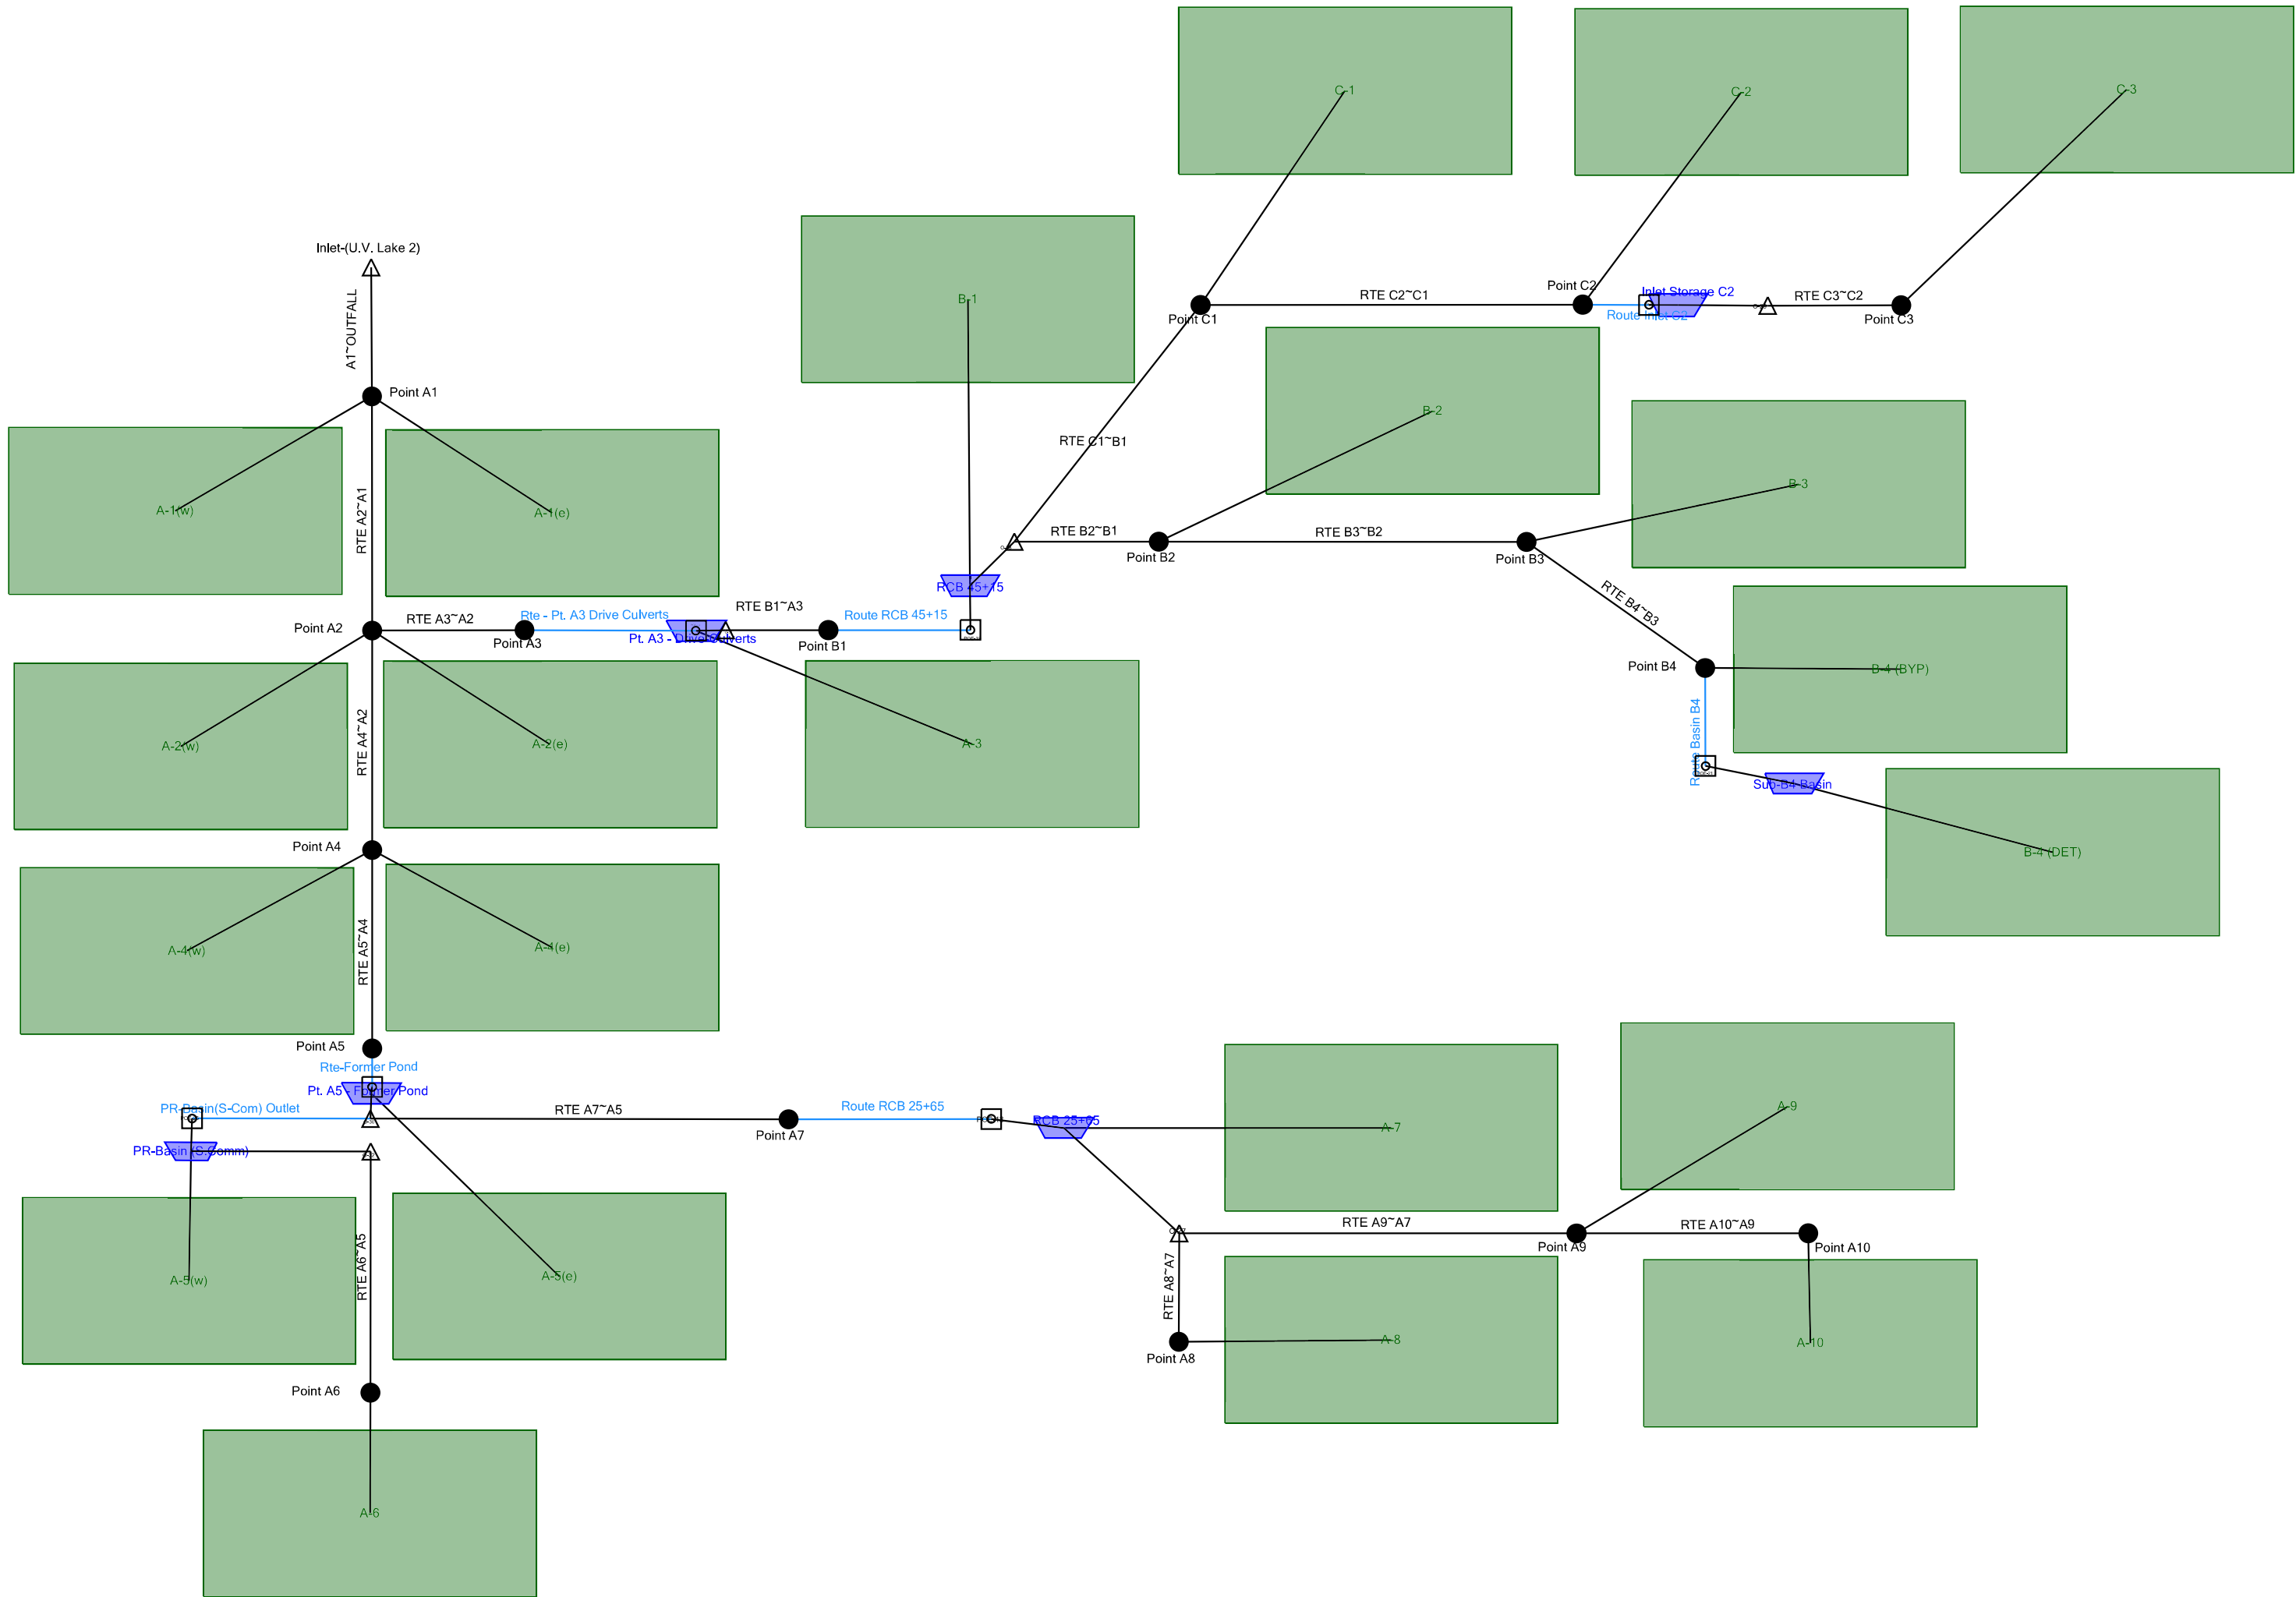 C-1
C-2
C-3
B-1
Inlet-(U.V. Lake 2)
A1~OUTFALL
Point A1
Point C1
RTE C2~C1
Point C2
Inlet Storage C2
Route Inlet C2
RTE C3~C2
Point C3
B-2
RTE C1~B1
B-3
A-1(w)
RTE A2~A1
A-1(e)
RTE B2~B1
Point B2
RTE B3~B2
Point B3
RCB 45+15
RTE B4~B3
Point A2
RTE A3~A2
Point A3
Rte - Pt. A3 Drive Culverts
Pt. A3 - Drive Culverts
RTE B1~A3
Point B1
Route RCB 45+15
Point B4
B-4 (BYP)
Route Basin B4
Sub-B4 Basin
B-4 (DET)
A-2(w)
RTE A4~A2
A-2(e)
A-3
Point A4
A-4(w)
RTE A5~A4
A-4(e)
Point A5
Rte-Former Pond
Pt. A5 - Former Pond
PR-Basin(S-Com) Outlet
RTE A7~A5
Point A7
Route RCB 25+65
RCB 25+65
A-7
A-9
PR-Basin (S.Comm)
A-5(w)
RTE A6~A5
A-5(e)
RTE A9~A7
Point A9
RTE A10~A9
Point A10
RTE A8~A7
Point A8
A-8
A-10
Point A6
A-6